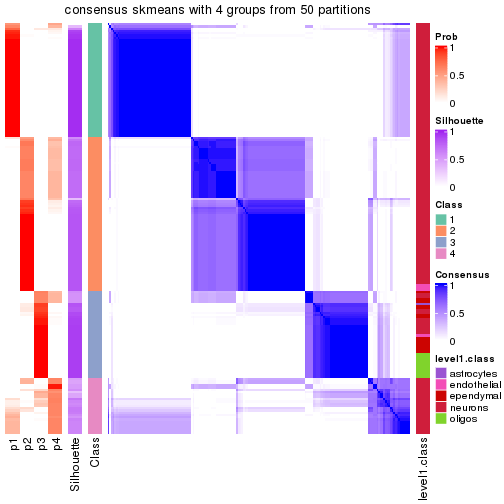 consensus skmeans with 4 groups from 50 partitions
Prob
1
0.5
0
Silhouette
1
0.5
0
Class
1
2
3
4
Consensus
1
0.5
0
level1.class
astrocytes
endothelial
ependymal
neurons
oligos
p1
p2
p3
p4
Silhouette
Class
level1.class